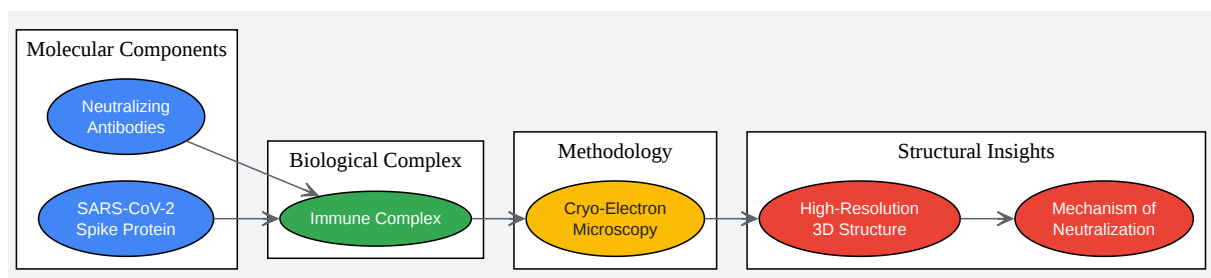 Molecular Components
Neutralizing
Antibodies
SARS-CoV-2
Spike Protein
Biological Complex
Immune Complex
Methodology
Cryo-Electron
Microscopy
Structural Insights
High-Resolution
3D Structure
Mechanism of
Neutralization